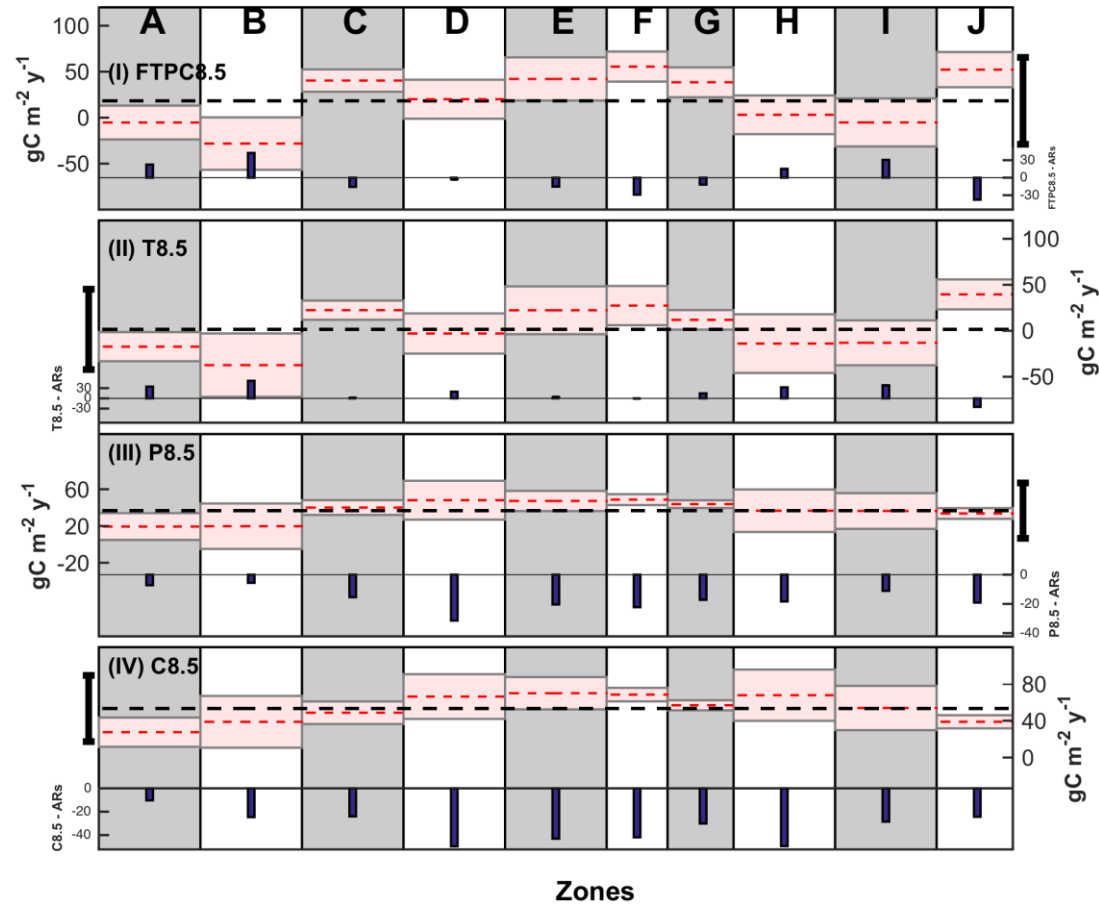 A B C D E F G H I J
(I) FTPC8.5
100
50
0
-50
gC m⁻² y⁻¹
30
0
-30
FTPC8.5 - ARs
(II) T8.5
30
0
-30
T8.5 - ARs
100
50
0
-50
gC m⁻² y⁻¹
(III) P8.5
60
20
-20
gC m⁻² y⁻¹
0
-20
-40
P8.5 - ARs
(IV) C8.5
0
-20
-40
C8.5 - ARs
80
40
0
gC m⁻² y⁻¹
Zones